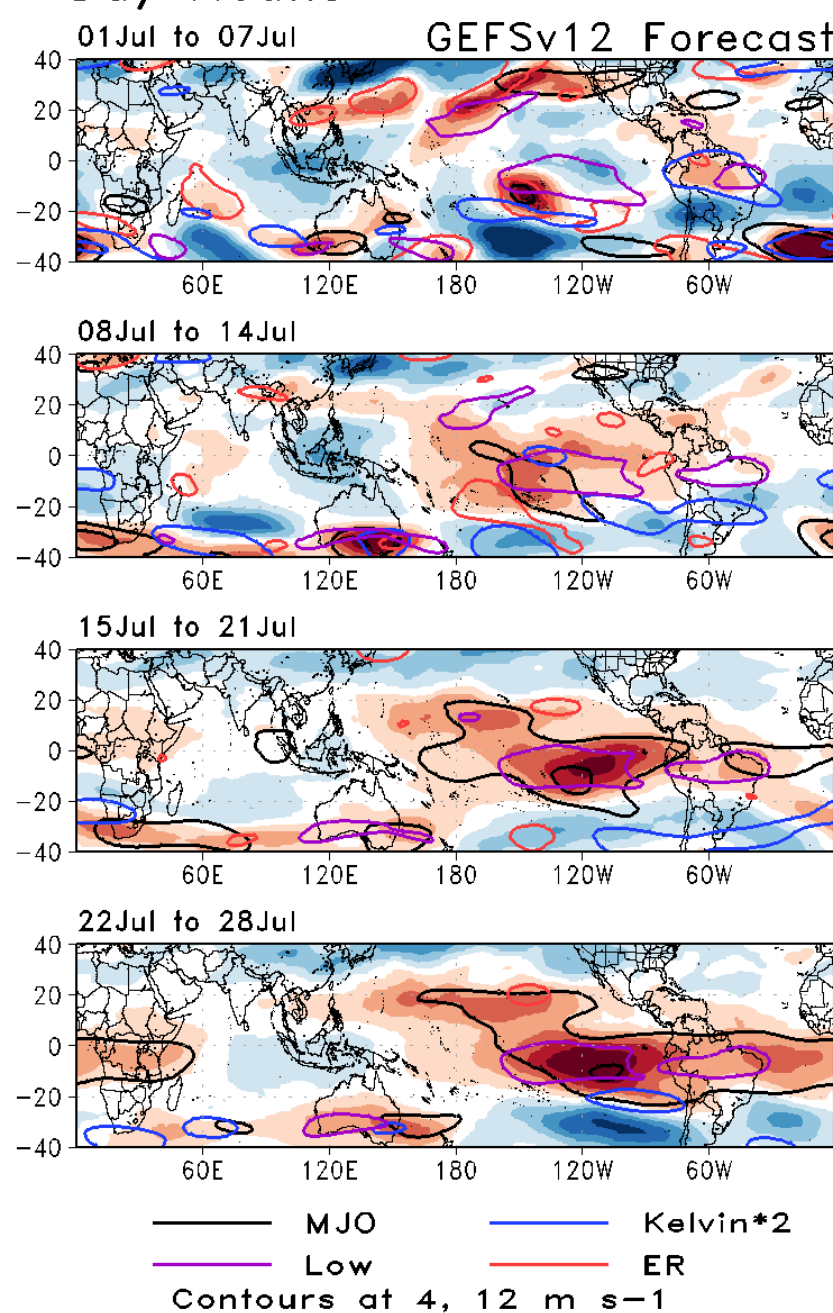 01Jul to 07Jul GEFSv12 Forecast
40
20
0
−20
−40
60E 120E 180 120W 60W
08Jul to 14Jul
40
20
0
−20
−40
60E 120E 180 120W 60W
15Jul to 21Jul
40
20
0
−20
−40
60E 120E 180 120W 60W
22Jul to 28Jul
40
20
0
−20
−40
60E 120E 180 120W 60W
MJO Kelvin*2
Low ER
Contours at 4, 12 m s−1